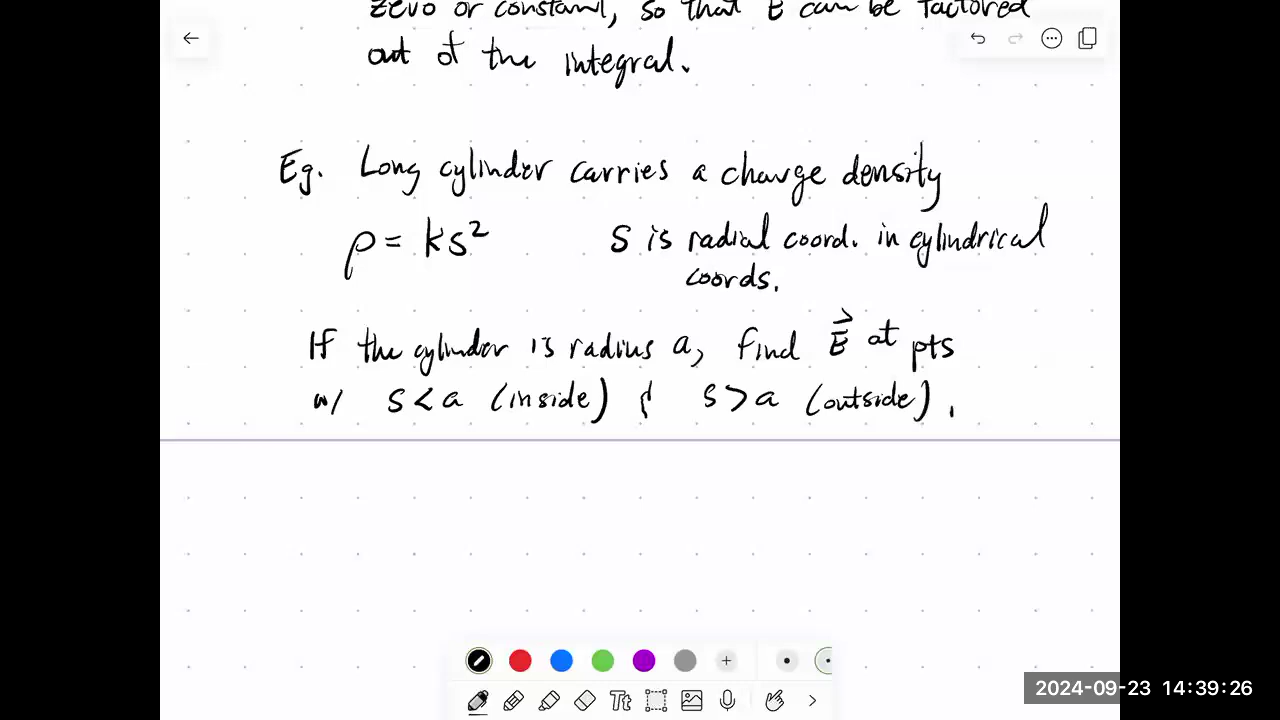 zero or constant, so that E can be factored
out of the integral.
Eg. Long cylinder carries a charge density
ρ = ks² S is radial coord. in cylindrical
coords.
If the cylinder is radius a, find E⃗ at pts
w/ s < a (inside) & s > a (outside).
Tt
2024-09-23 14:39:26